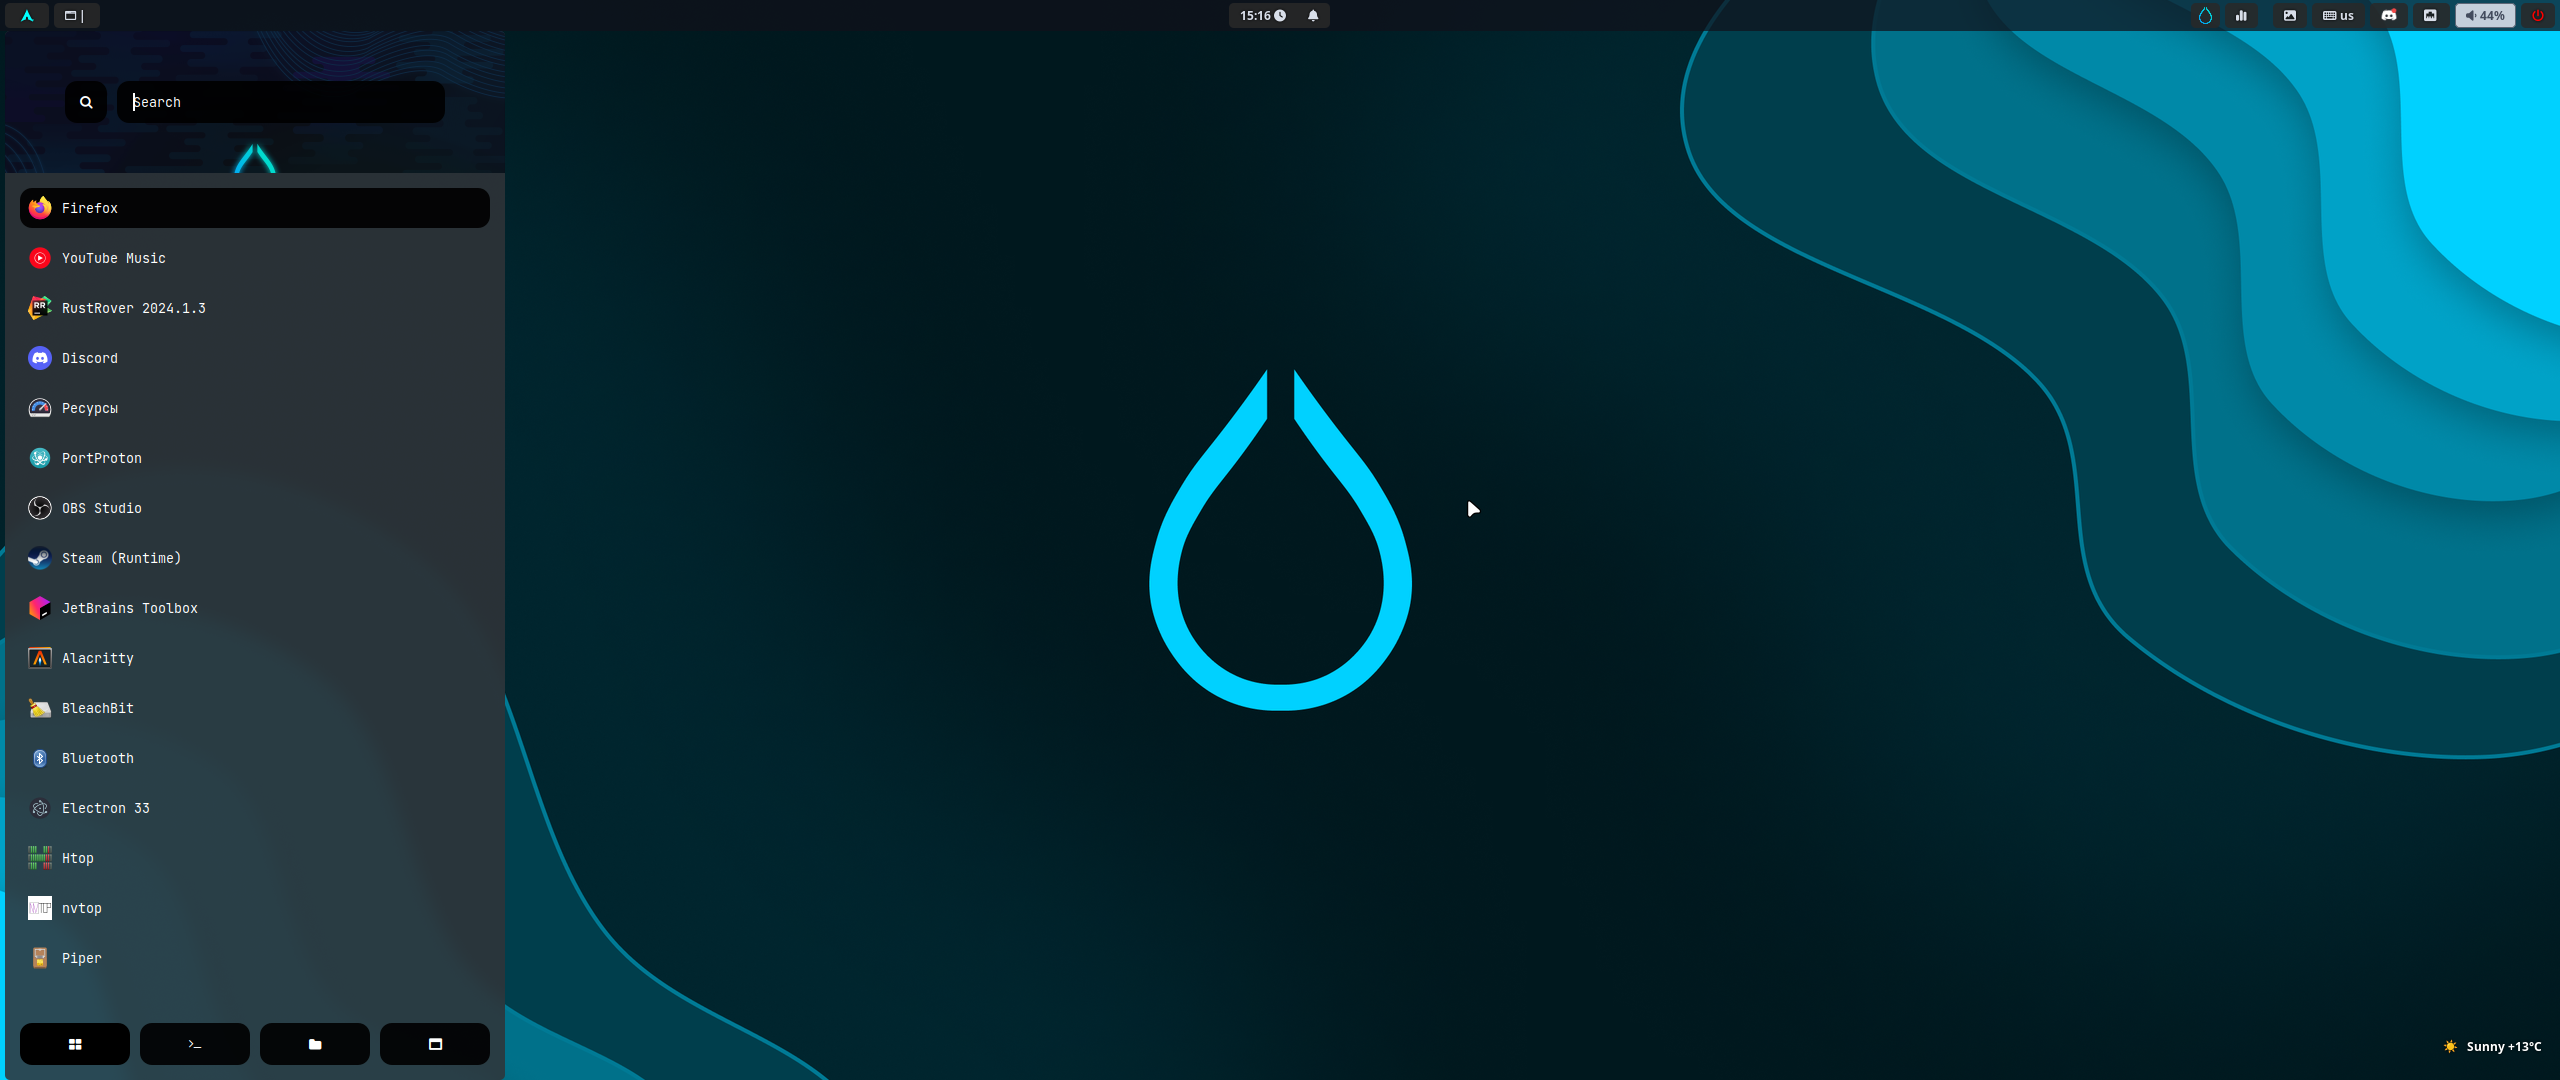 |
15:16
us
44%
Search
Firefox
YouTube Music
RustRover 2024.1.3
Discord
Ресурсы
PortProton
OBS Studio
Steam (Runtime)
JetBrains Toolbox
Alacritty
BleachBit
Bluetooth
Electron 33
Htop
nvtop
Piper
Sunny +13°C